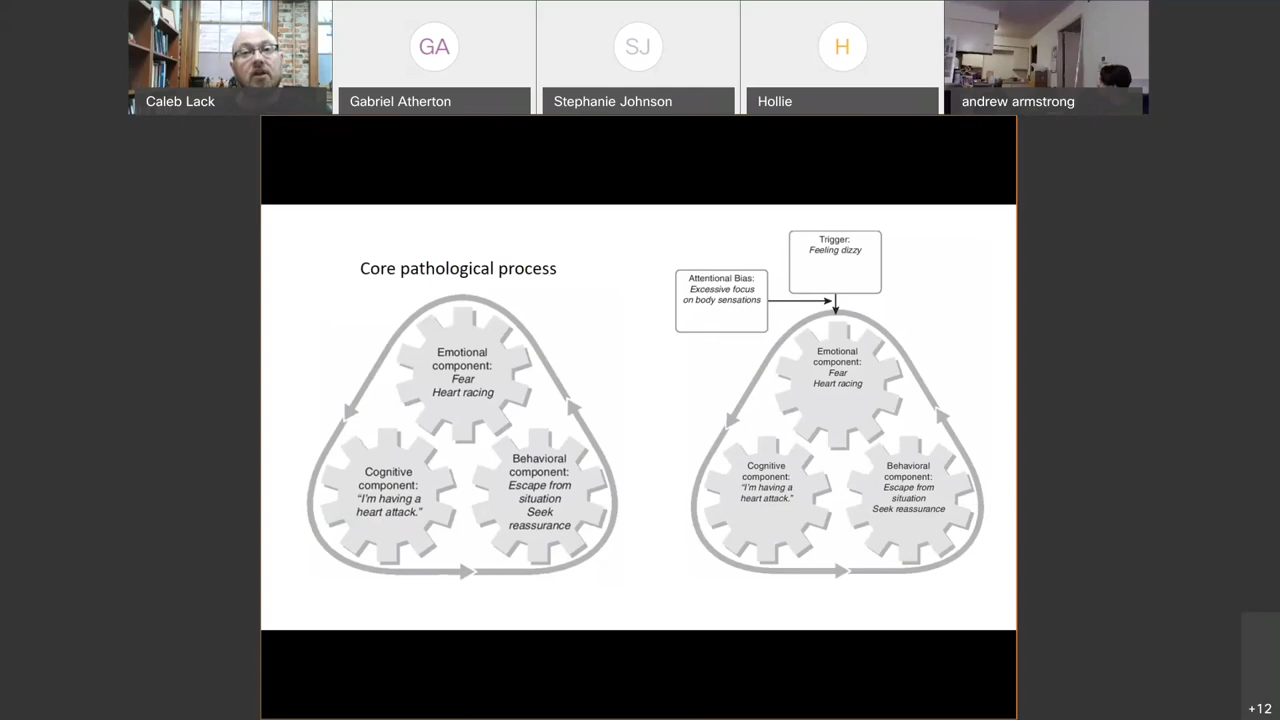 GA
SJ
H
Caleb Lack
Gabriel Atherton
Stephanie Johnson
Hollie
andrew armstrong
Core pathological process
Emotional
component:
Fear
Heart racing
Cognitive
component:
“I’m having a
heart attack.”
Behavioral
component:
Escape from
situation
Seek
reassurance
Trigger:
Feeling dizzy
Attentional Bias:
Excessive focus
on body sensations
Emotional
component:
Fear
Heart racing
Cognitive
component:
“I’m having a
heart attack.”
Behavioral
component:
Escape from
situation
Seek reassurance
+12